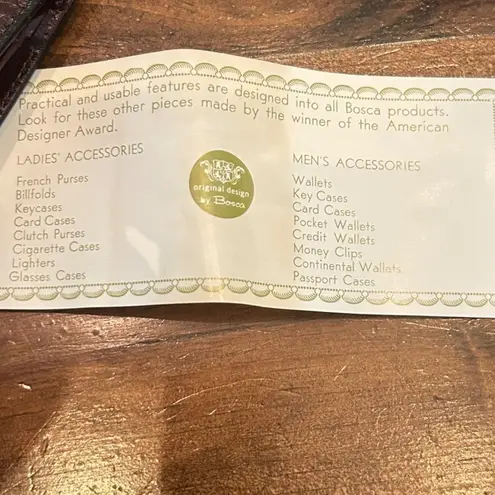 Practical and usable features are designed into all Bosca products.
Look for these other pieces made by the winner of the American
Designer Award.
LADIES' ACCESSORIES
French Purses
Billfolds
Keycases
Card Cases
Clutch Purses
Cigarette Cases
Lighters
Glasses Cases
original design
by Bosca
MEN'S ACCESSORIES
Wallets
Key Cases
Card Cases
Pocket Wallets
Credit Wallets
Money Clips
Continental Wallets
Passport Cases